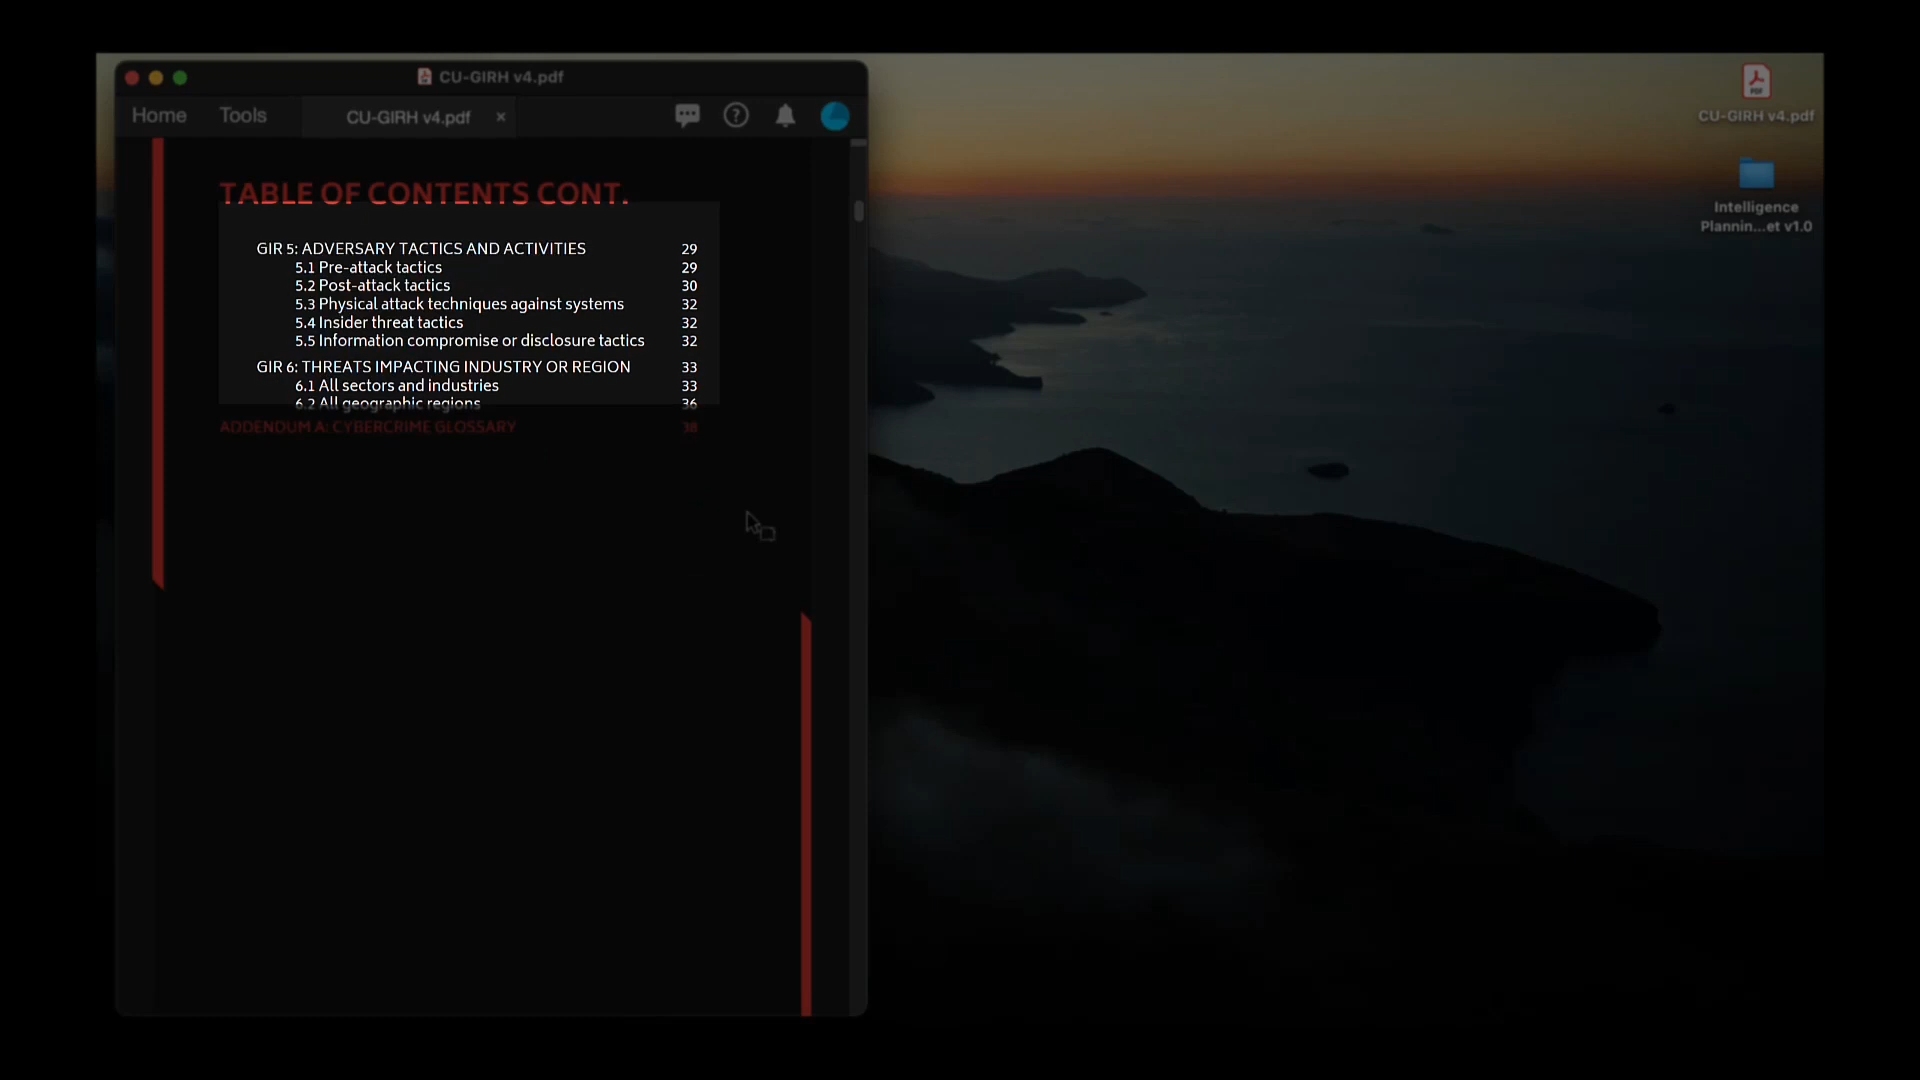 CU-GIRH v4.pdf
Home
Tools
CU-GIRH v4.pdf ×
TABLE OF CONTENTS CONT.
GIR 5: ADVERSARY TACTICS AND ACTIVITIES 29
5.1 Pre-attack tactics 29
5.2 Post-attack tactics 30
5.3 Physical attack techniques against systems 32
5.4 Insider threat tactics 32
5.5 Information compromise or disclosure tactics 32
GIR 6: THREATS IMPACTING INDUSTRY OR REGION 33
6.1 All sectors and industries 33
6.2 All geographic regions 36
ADDENDUM A: CYBERCRIME GLOSSARY 38
PDF
CU-GIRH v4.pdf
Intelligence
Plannin...et v1.0